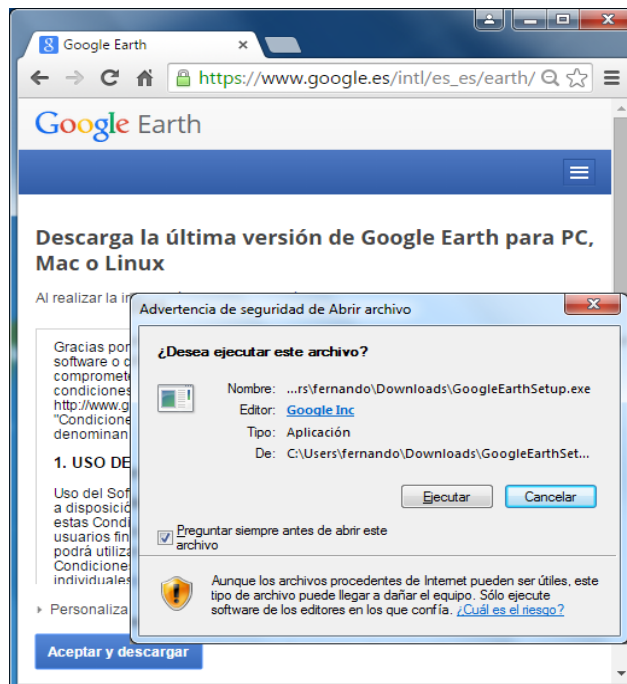 Google Earth
https://www.google.es/intl/es_es/earth/
Google Earth
Descarga la última versión de Google Earth para PC,
Mac o Linux
Al realizar la
Gracias por
software o
condiciones
http://www.g
"Condicione
denominan
1. USO DE
Uso del Sof
a disposició
estas Condi
usuarios fin
podrá utiliza
Condicione
individuales
Personaliza
Aceptar y descargar
Advertencia de seguridad de Abrir archivo
¿Desea ejecutar este archivo?
Nombre: ...rs\fernando\Downloads\GoogleEarthSetup.exe
Editor: Google Inc
Tipo: Aplicación
De: C:\Users\fernando\Downloads\GoogleEarthSet...
Ejecutar Cancelar
Preguntar siempre antes de abrir este
archivo
Aunque los archivos procedentes de Internet pueden ser útiles, este
tipo de archivo puede llegar a dañar el equipo. Sólo ejecute
software de los editores en los que confía. ¿Cuál es el riesgo?